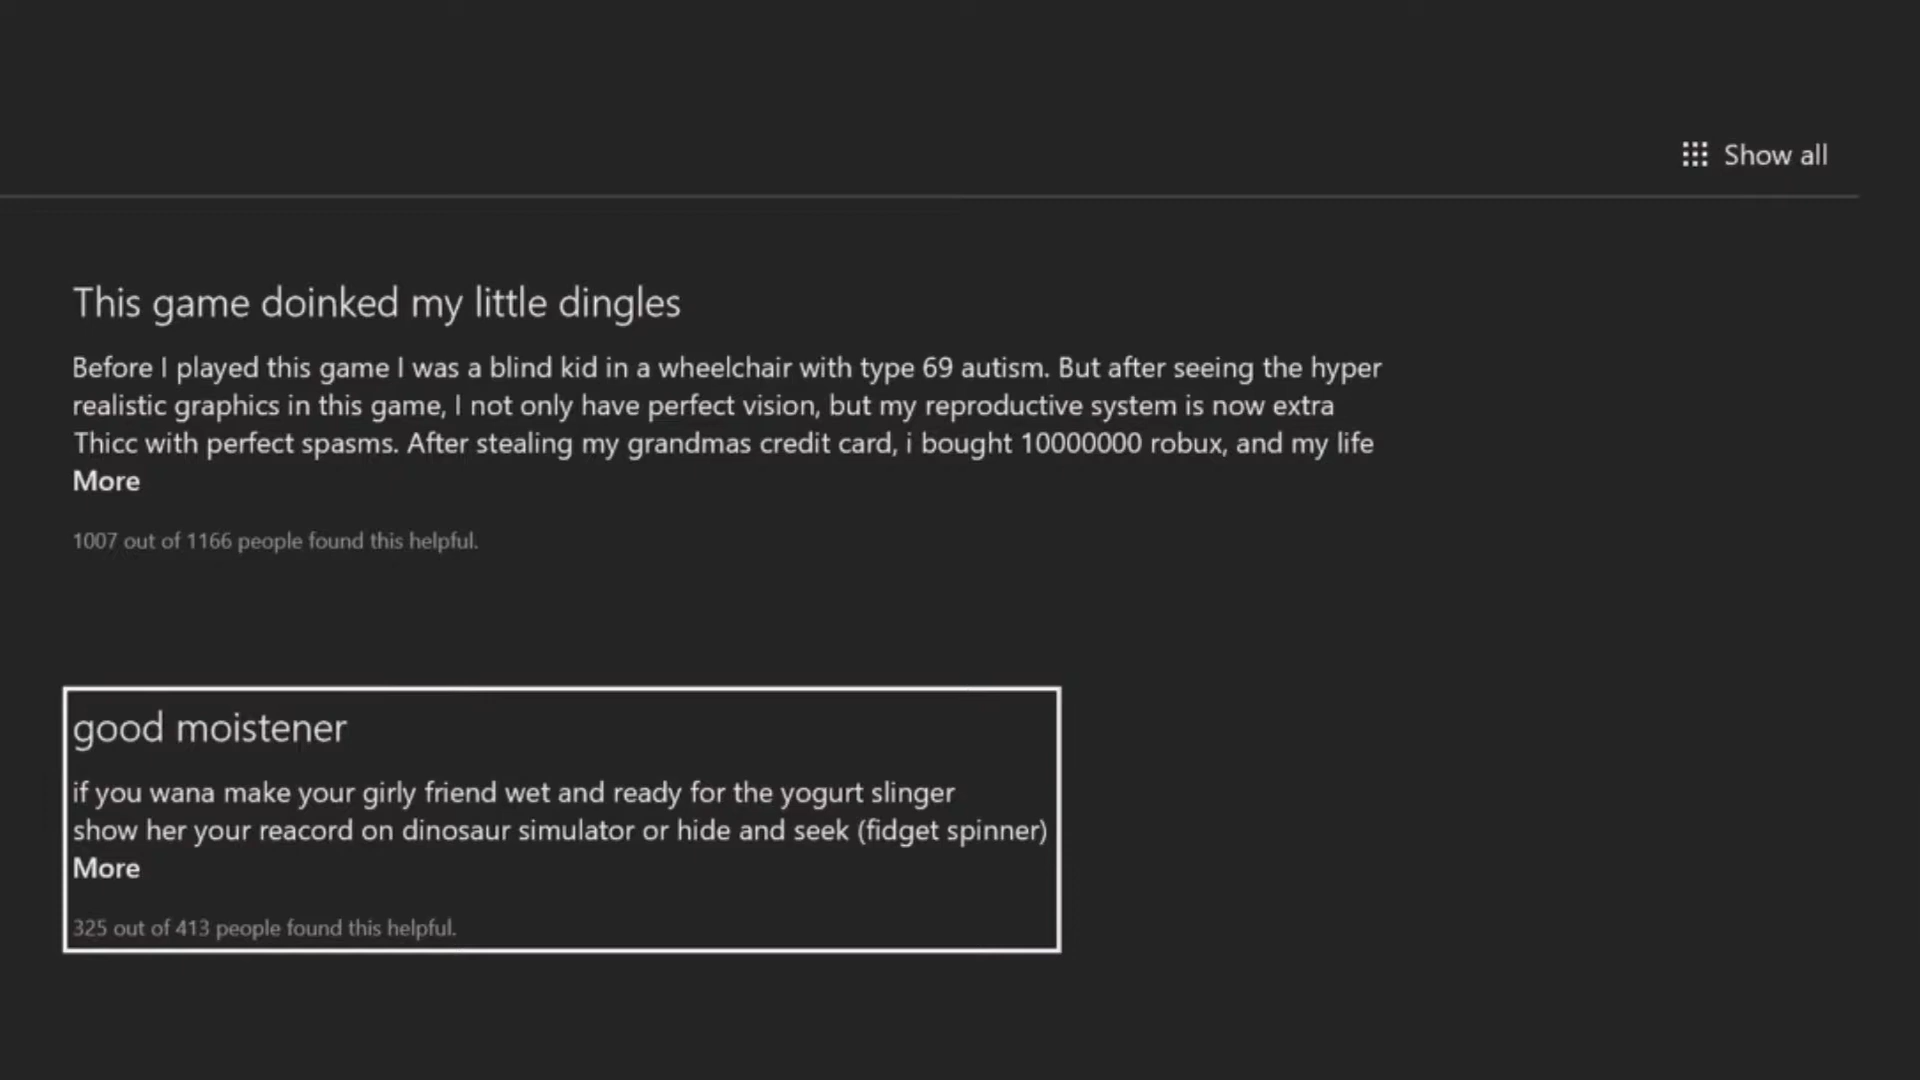 Show all
This game doinked my little dingles
Before I played this game I was a blind kid in a wheelchair with type 69 autism. But after seeing the hyper
realistic graphics in this game, I not only have perfect vision, but my reproductive system is now extra
Thicc with perfect spasms. After stealing my grandmas credit card, i bought 10000000 robux, and my life
More
1007 out of 1166 people found this helpful.
good moistener
if you wana make your girly friend wet and ready for the yogurt slinger
show her your reacord on dinosaur simulator or hide and seek (fidget spinner)
More
325 out of 413 people found this helpful.